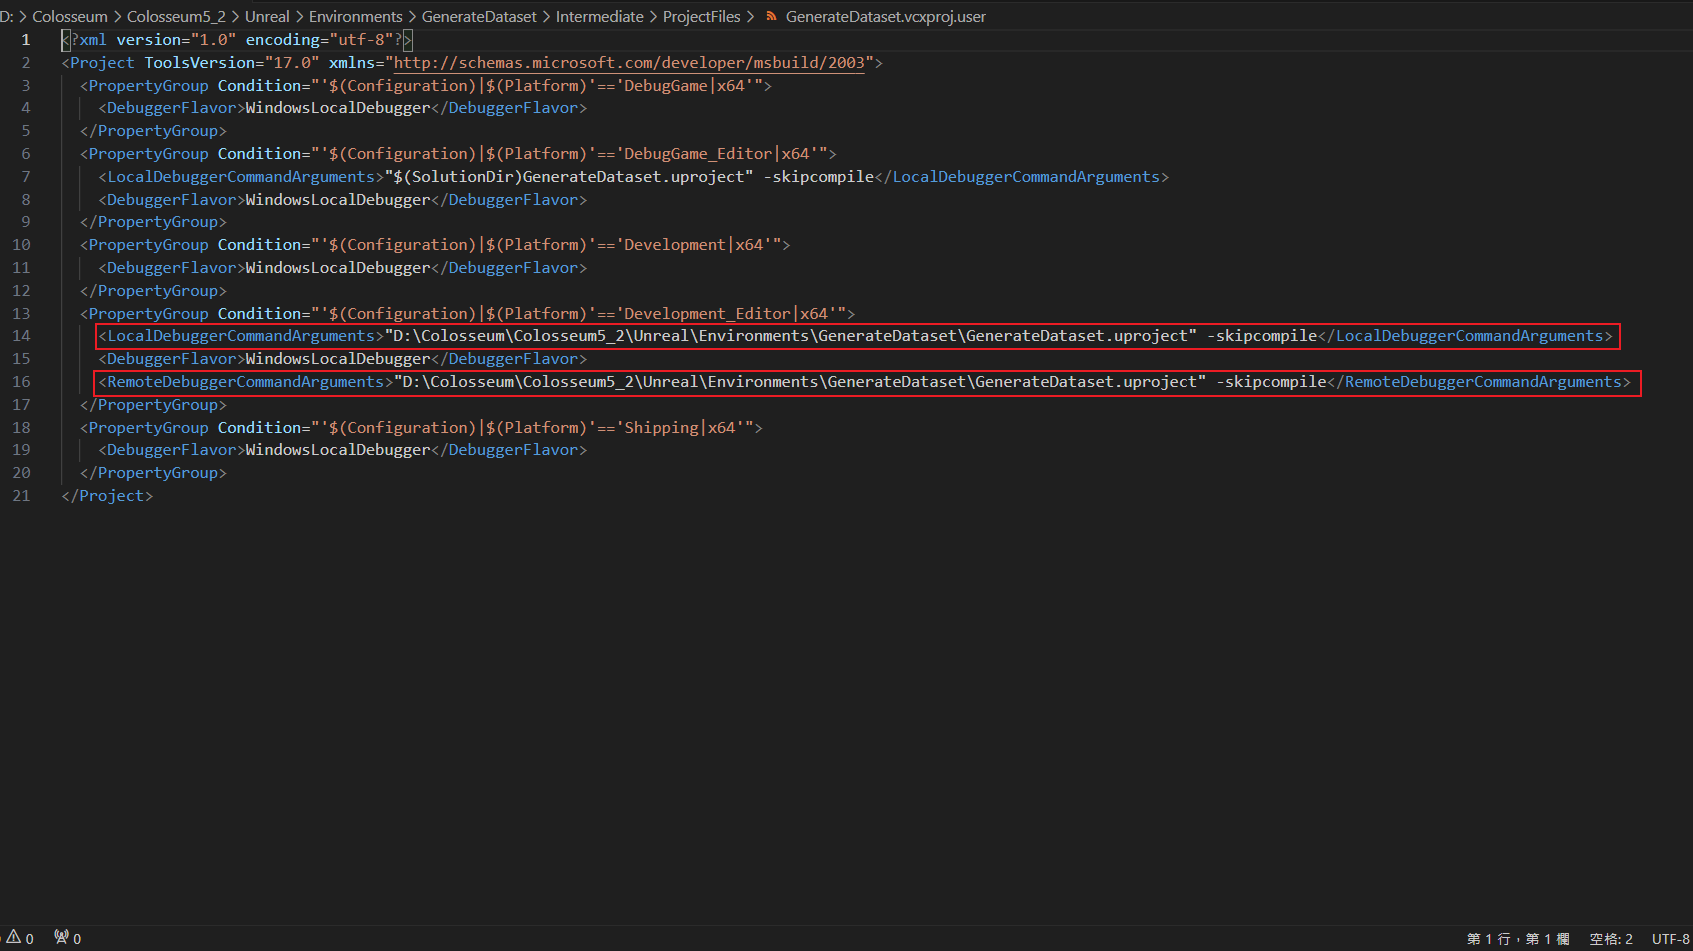 D: > Colosseum > Colosseum5_2 > Unreal > Environments > GenerateDataset > Intermediate > ProjectFiles > GenerateDataset.vcxproj.user
1 <?xml version="1.0" encoding="utf-8"?>
2 <Project ToolsVersion="17.0" xmlns="http://schemas.microsoft.com/developer/msbuild/2003">
3   <PropertyGroup Condition="'$(Configuration)|$(Platform)'=='DebugGame|x64'">
4     <DebuggerFlavor>WindowsLocalDebugger</DebuggerFlavor>
5   </PropertyGroup>
6   <PropertyGroup Condition="'$(Configuration)|$(Platform)'=='DebugGame_Editor|x64'">
7     <LocalDebuggerCommandArguments>"$(SolutionDir)GenerateDataset.uproject" -skipcompile</LocalDebuggerCommandArguments>
8     <DebuggerFlavor>WindowsLocalDebugger</DebuggerFlavor>
9   </PropertyGroup>
10   <PropertyGroup Condition="'$(Configuration)|$(Platform)'=='Development|x64'">
11     <DebuggerFlavor>WindowsLocalDebugger</DebuggerFlavor>
12   </PropertyGroup>
13   <PropertyGroup Condition="'$(Configuration)|$(Platform)'=='Development_Editor|x64'">
14     <LocalDebuggerCommandArguments>"D:\Colosseum\Colosseum5_2\Unreal\Environments\GenerateDataset\GenerateDataset.uproject" -skipcompile</LocalDebuggerCommandArguments>
15     <DebuggerFlavor>WindowsLocalDebugger</DebuggerFlavor>
16     <RemoteDebuggerCommandArguments>"D:\Colosseum\Colosseum5_2\Unreal\Environments\GenerateDataset\GenerateDataset.uproject" -skipcompile</RemoteDebuggerCommandArguments>
17   </PropertyGroup>
18   <PropertyGroup Condition="'$(Configuration)|$(Platform)'=='Shipping|x64'">
19     <DebuggerFlavor>WindowsLocalDebugger</DebuggerFlavor>
20   </PropertyGroup>
21 </Project>
0 0 第 1 行，第 1 欄 空格: 2 UTF-8